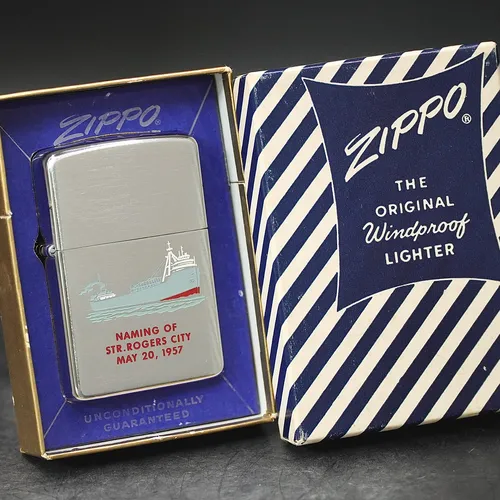 ZIPPO®
NAMING OF
STR. ROGERS CITY
MAY 20, 1957
UNCONDITIONALLY
GUARANTEED
ZIPPO®
THE
ORIGINAL
Windproof
LIGHTER